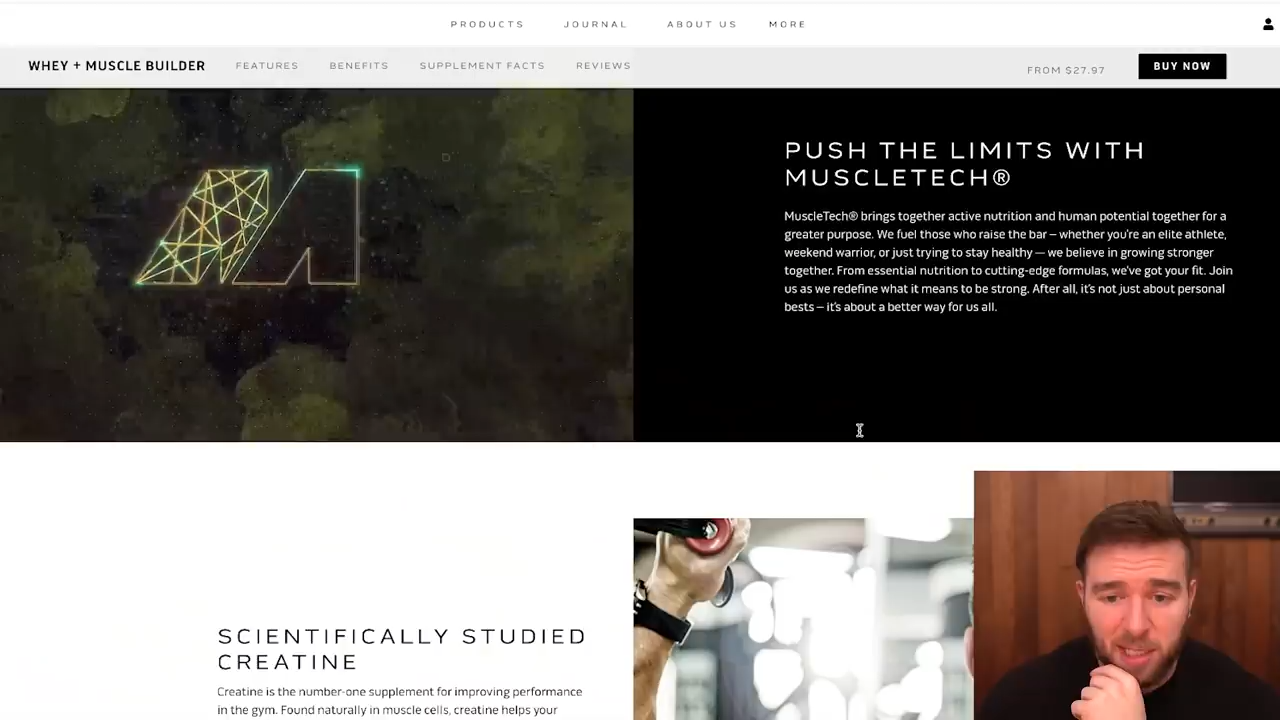 PRODUCTS JOURNAL ABOUT US MORE
WHEY + MUSCLE BUILDER FEATURES BENEFITS SUPPLEMENT FACTS REVIEWS FROM $27.97 BUY NOW
PUSH THE LIMITS WITH
MUSCLETECH®
MuscleTech® brings together active nutrition and human potential together for a
greater purpose. We fuel those who raise the bar – whether you're an elite athlete,
weekend warrior, or just trying to stay healthy — we believe in growing stronger
together. From essential nutrition to cutting-edge formulas, we've got your fit. Join
us as we redefine what it means to be strong. After all, it's not just about personal
bests – it's about a better way for us all.
SCIENTIFICALLY STUDIED
CREATINE
Creatine is the number-one supplement for improving performance
in the gym. Found naturally in muscle cells, creatine helps your